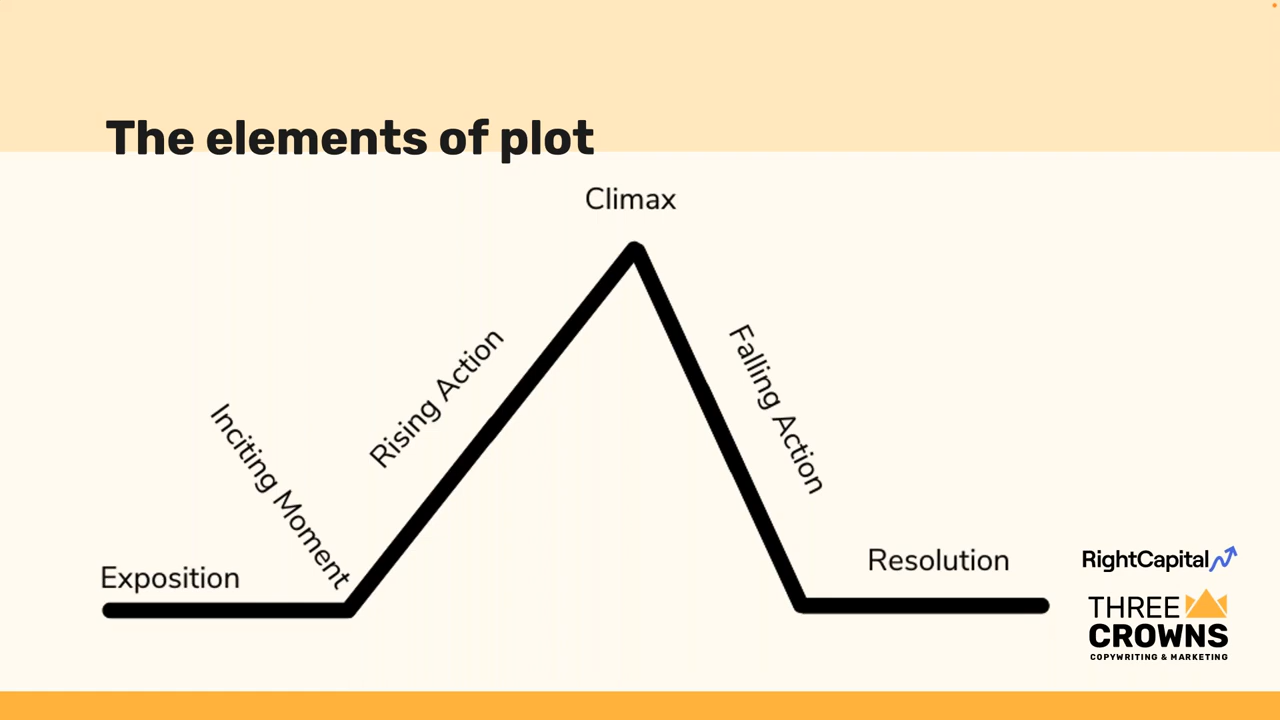 The elements of plot
Climax
Rising Action
Falling Action
Inciting Moment
Exposition
Resolution
RightCapital
THREE
CROWNS
COPYWRITING & MARKETING